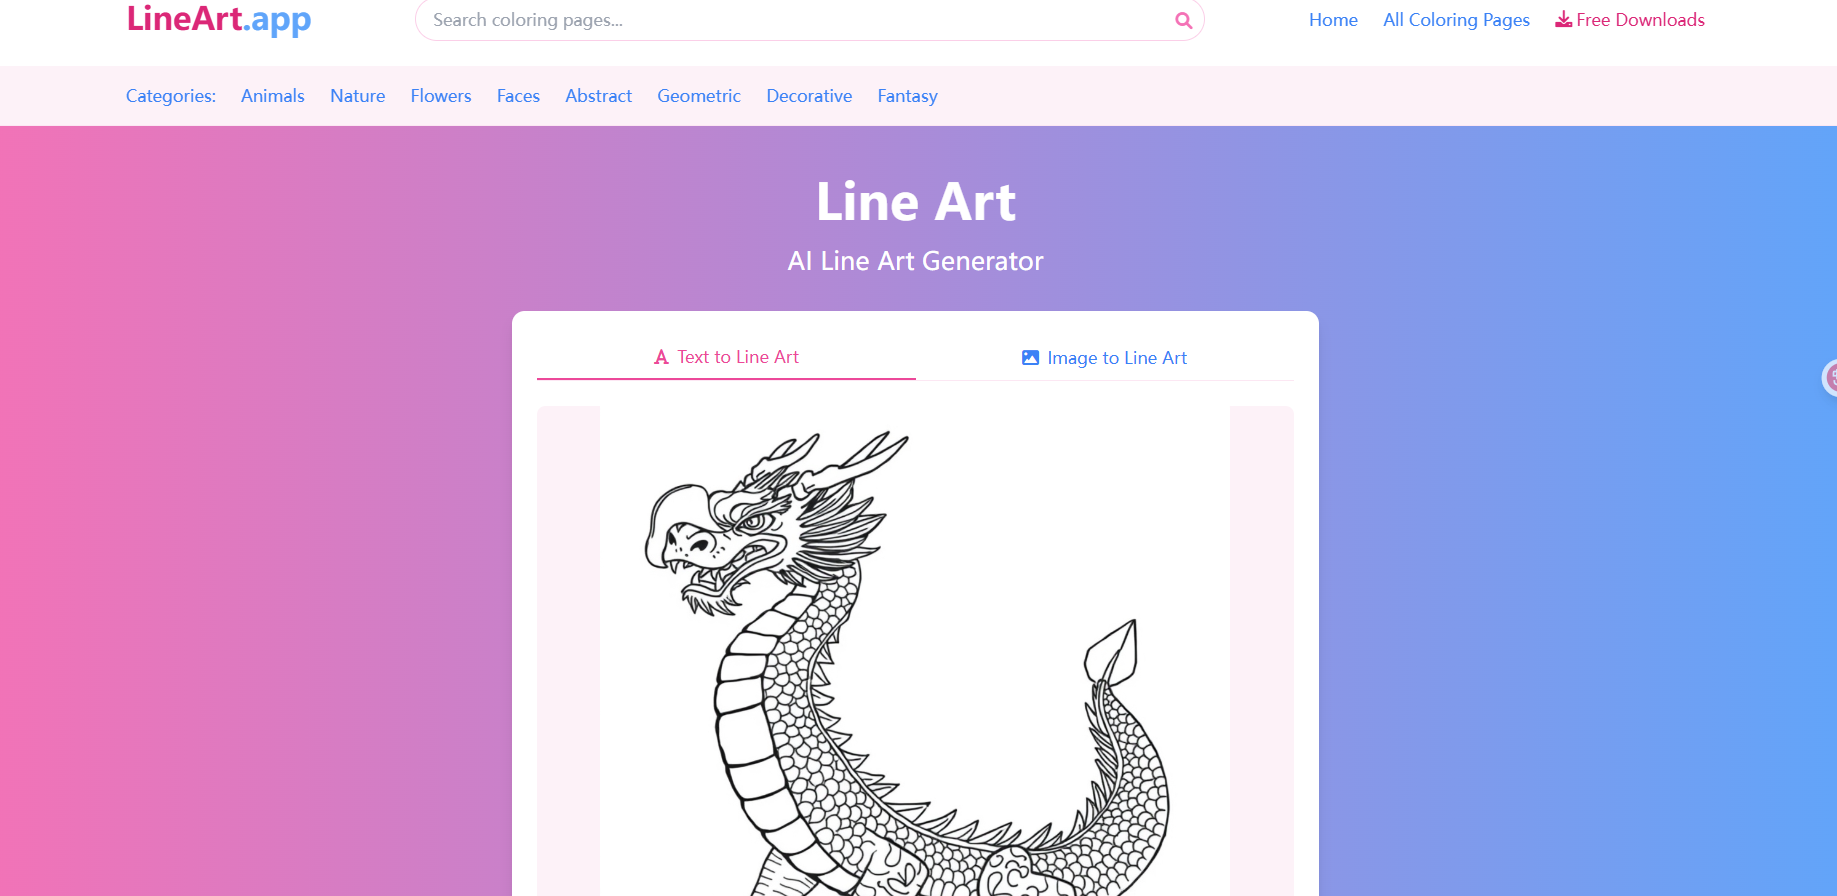 LineArt.app
Search coloring pages...
Home
All Coloring Pages
Free Downloads
Categories:
Animals
Nature
Flowers
Faces
Abstract
Geometric
Decorative
Fantasy
Line Art
AI Line Art Generator
Text to Line Art
Image to Line Art